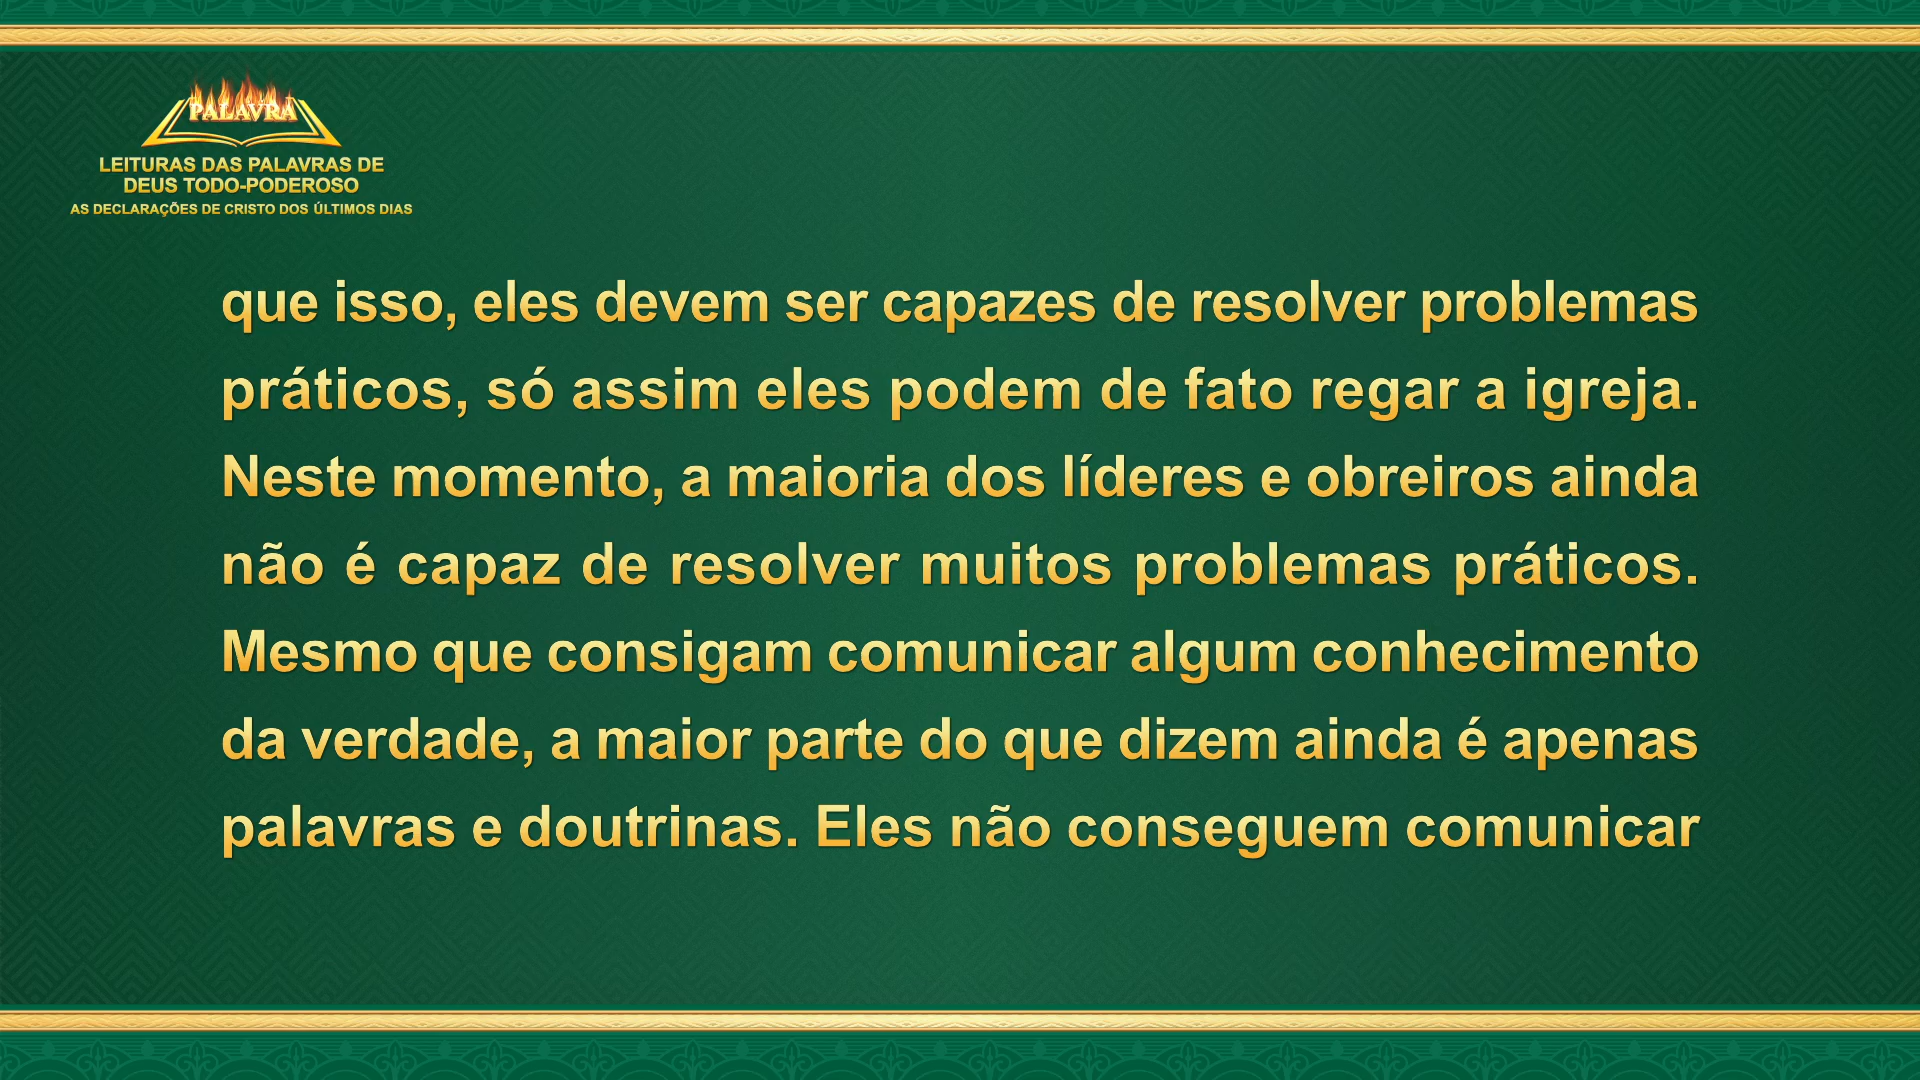 PALAVRA
LEITURAS DAS PALAVRAS DE
DEUS TODO-PODEROSO
AS DECLARAÇÕES DE CRISTO DOS ÚLTIMOS DIAS
que isso, eles devem ser capazes de resolver problemas
práticos, só assim eles podem de fato regar a igreja.
Neste momento, a maioria dos líderes e obreiros ainda
não é capaz de resolver muitos problemas práticos.
Mesmo que consigam comunicar algum conhecimento
da verdade, a maior parte do que dizem ainda é apenas
palavras e doutrinas. Eles não conseguem comunicar